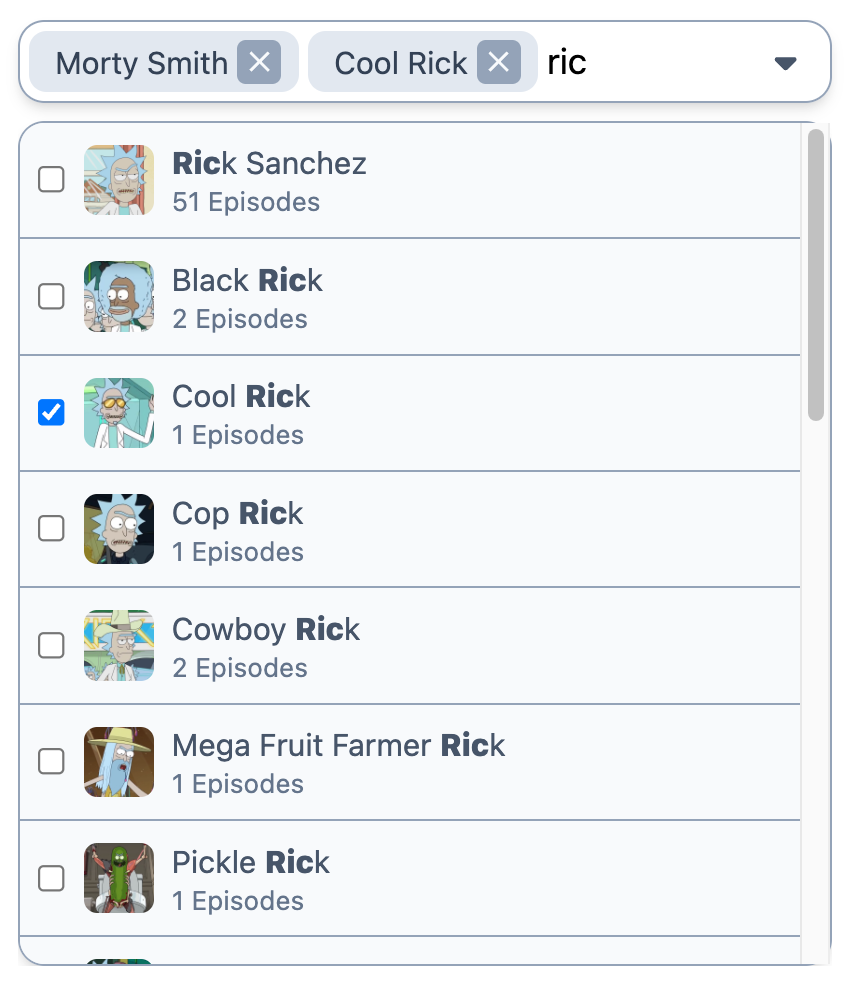 Morty Smith Cool Rick ric
Rick Sanchez
51 Episodes
Black Rick
2 Episodes
Cool Rick
1 Episodes
Cop Rick
1 Episodes
Cowboy Rick
2 Episodes
Mega Fruit Farmer Rick
1 Episodes
Pickle Rick
1 Episodes